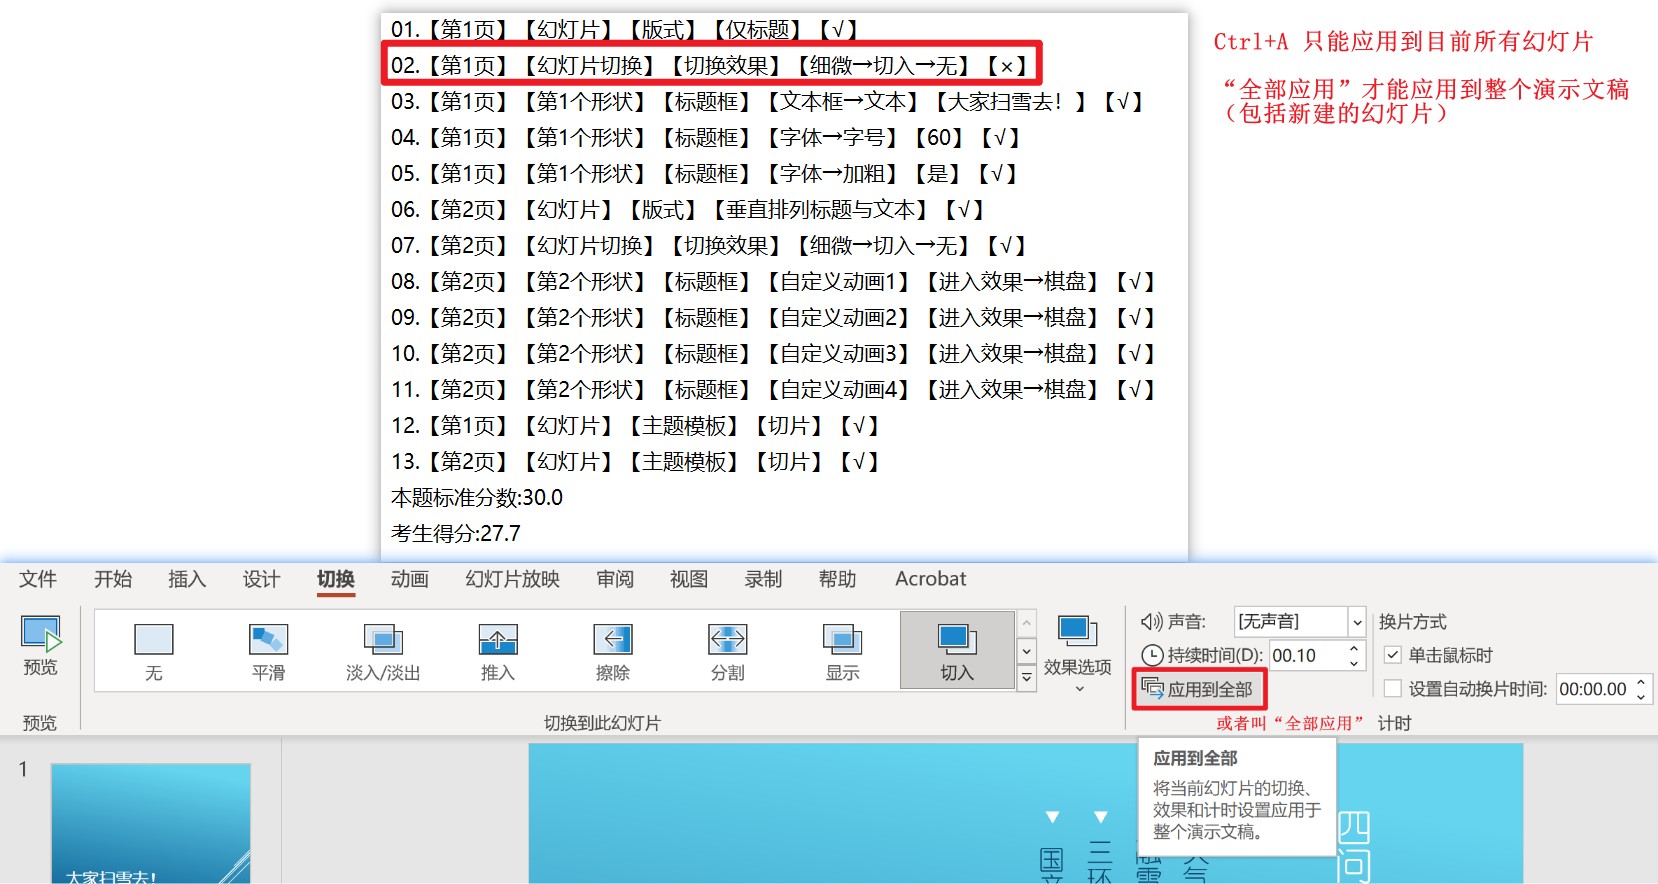 01.【第1页】【幻灯片】【版式】【仅标题】【√】
02.【第1页】【幻灯片切换】【切换效果】【细微→切入→无】【×】
03.【第1页】【第1个形状】【标题框】【文本框→文本】【大家扫雪去！】【√】
04.【第1页】【第1个形状】【标题框】【字体→字号】【60】【√】
05.【第1页】【第1个形状】【标题框】【字体→加粗】【是】【√】
06.【第2页】【幻灯片】【版式】【垂直排列标题与文本】【√】
07.【第2页】【幻灯片切换】【切换效果】【细微→切入→无】【√】
08.【第2页】【第2个形状】【标题框】【自定义动画1】【进入效果→棋盘】【√】
09.【第2页】【第2个形状】【标题框】【自定义动画2】【进入效果→棋盘】【√】
10.【第2页】【第2个形状】【标题框】【自定义动画3】【进入效果→棋盘】【√】
11.【第2页】【第2个形状】【标题框】【自定义动画4】【进入效果→棋盘】【√】
12.【第1页】【幻灯片】【主题模板】【切片】【√】
13.【第2页】【幻灯片】【主题模板】【切片】【√】
本题标准分数:30.0
考生得分:27.7
Ctrl+A 只能应用到目前所有幻灯片
“全部应用”才能应用到整个演示文稿
（包括新建的幻灯片）
文件 开始 插入 设计 切换 动画 幻灯片放映 审阅 视图 录制 帮助 Acrobat
预览
无 平滑 淡入/淡出 推入 擦除 分割 显示 切入
效果选项
声音: [无声音]
持续时间(D): 00.10
应用到全部
换片方式
单击鼠标时
设置自动换片时间: 00:00.00
预览 切换到此幻灯片 或者叫“全部应用” 计时
应用到全部
将当前幻灯片的切换、
效果和计时设置应用于
整个演示文稿。
1
大家扫雪去！
四问
三环
国